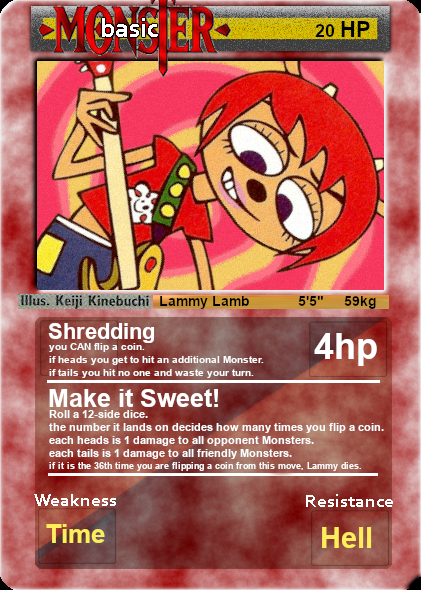 MONSTER
basic
20 HP
Illus. Keiji Kinebuchi Lammy Lamb 5'5" 59kg
Shredding
you CAN flip a coin.
if heads you get to hit an additional Monster.
if tails you hit no one and waste your turn.
4hp
Make it Sweet!
Roll a 12-side dice.
the number it lands on decides how many times you flip a coin.
each heads is 1 damage to all opponent Monsters.
each tails is 1 damage to all friendly Monsters.
if it is the 36th time you are flipping a coin from this move, Lammy dies.
Weakness Resistance
Time Hell